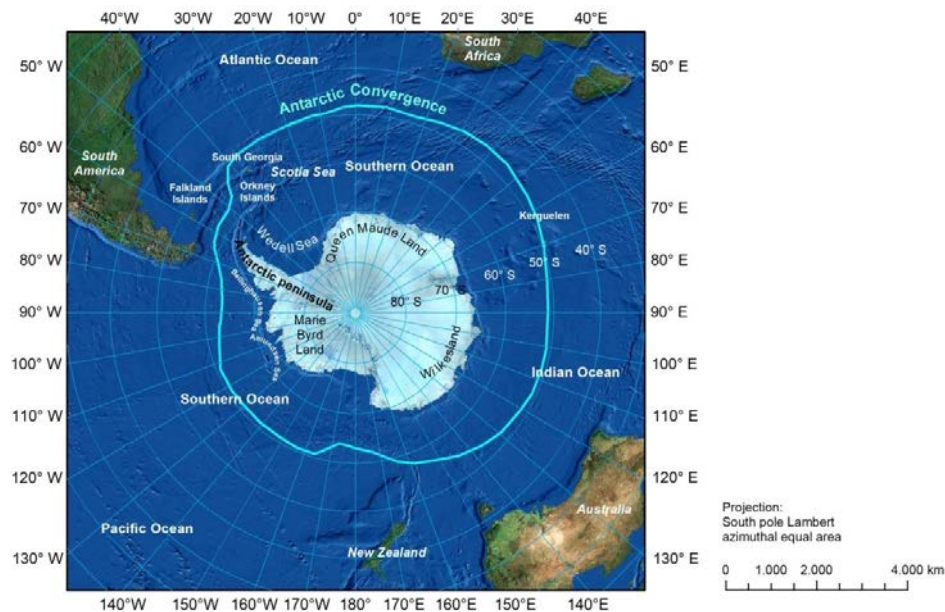 40° W 30° W 20° W 10° W 0° 10° E 20° E 30° E 40° E
50° W
60° W
70° W
80° W
90° W
100° W
110° W
120° W
130° W
50° E
60° E
70° E
80° E
90° E
100° E
110° E
120° E
130° E
South
Africa
Atlantic Ocean
Antarctic Convergence
South
America
South Georgia
Falkland
Islands
Orkney
Islands
Scotia Sea
Southern Ocean
Kerguelen
Wedell Sea
Queen Maude Land
Antarctic peninsula
40° S
50° S
60° S
70° S
80° S
Bellinghausen Sea
Amundsen Sea
Marie
Byrd
Land
Wilkesland
Indian Ocean
Southern Ocean
Pacific Ocean
New Zealand
Australia
140° W 150° W 160° W 170° W 180° 170° E 160° E 150° E 140° E
Projection:
South pole Lambert
azimuthal equal area
0 1.000 2.000 4.000 km